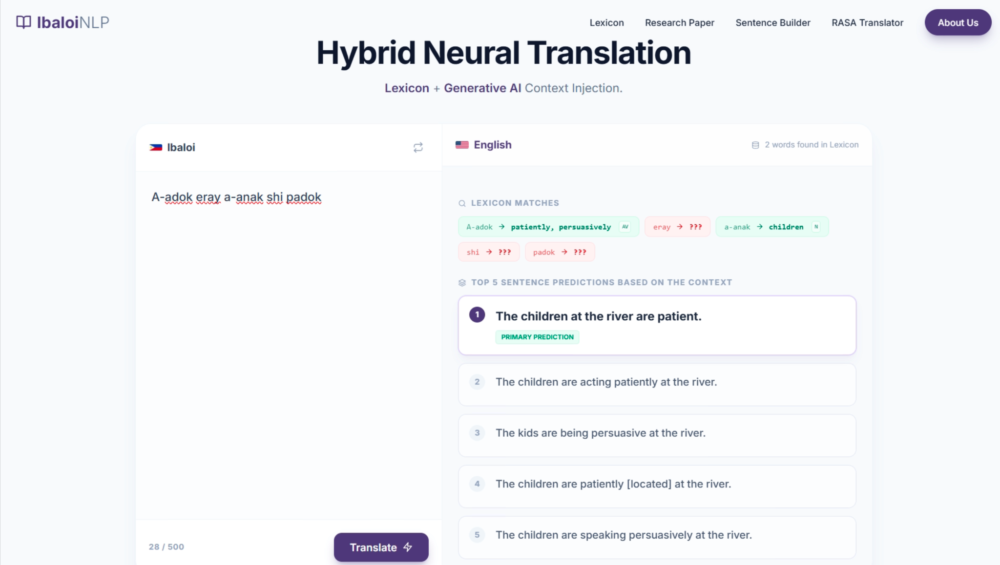 IbaloiNLP
Lexicon Research Paper Sentence Builder RASA Translator About Us
Hybrid Neural Translation
Lexicon + Generative AI Context Injection.
Ibaloi
A-adok eray a-anak shi padok
28 / 500
Translate
English
2 words found in Lexicon
LEXICON MATCHES
A-adok → patiently, persuasively AV eray → ??? a-anak → children N
shi → ??? padok → ???
TOP 5 SENTENCE PREDICTIONS BASED ON THE CONTEXT
1 The children at the river are patient.
PRIMARY PREDICTION
2 The children are acting patiently at the river.
3 The kids are being persuasive at the river.
4 The children are patiently [located] at the river.
5 The children are speaking persuasively at the river.